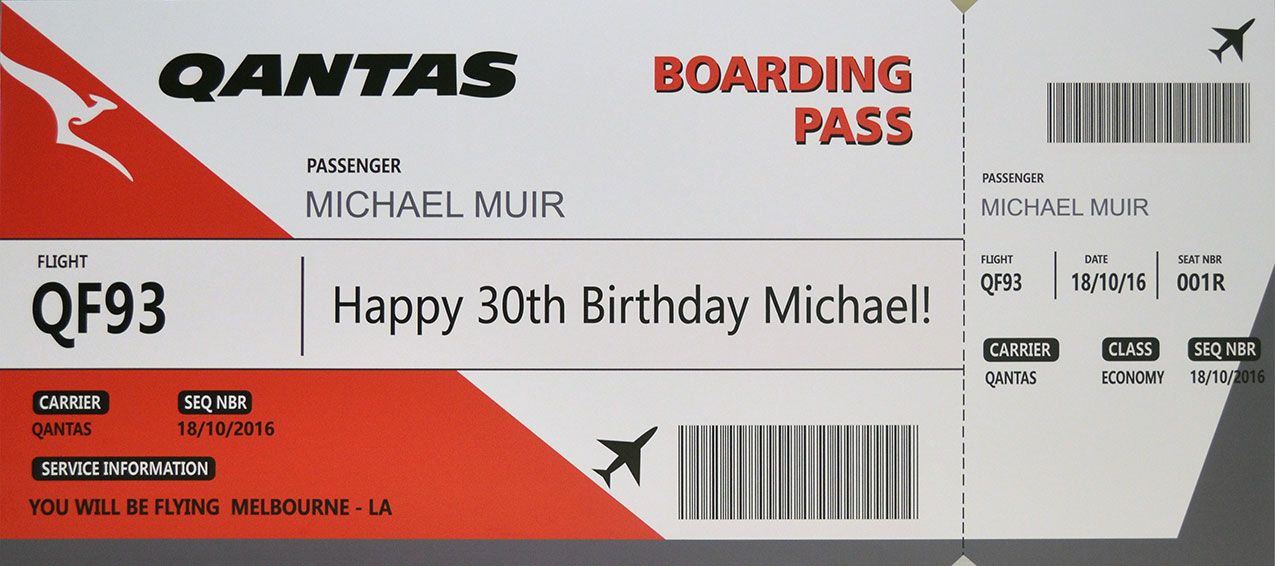 QANTAS
BOARDING
PASS
PASSENGER
MICHAEL MUIR
FLIGHT
QF93
Happy 30th Birthday Michael!
CARRIER SEQ NBR
QANTAS 18/10/2016
SERVICE INFORMATION
YOU WILL BE FLYING MELBOURNE - LA
PASSENGER
MICHAEL MUIR
FLIGHT DATE SEAT NBR
QF93 18/10/16 001R
CARRIER CLASS SEQ NBR
QANTAS ECONOMY 18/10/2016